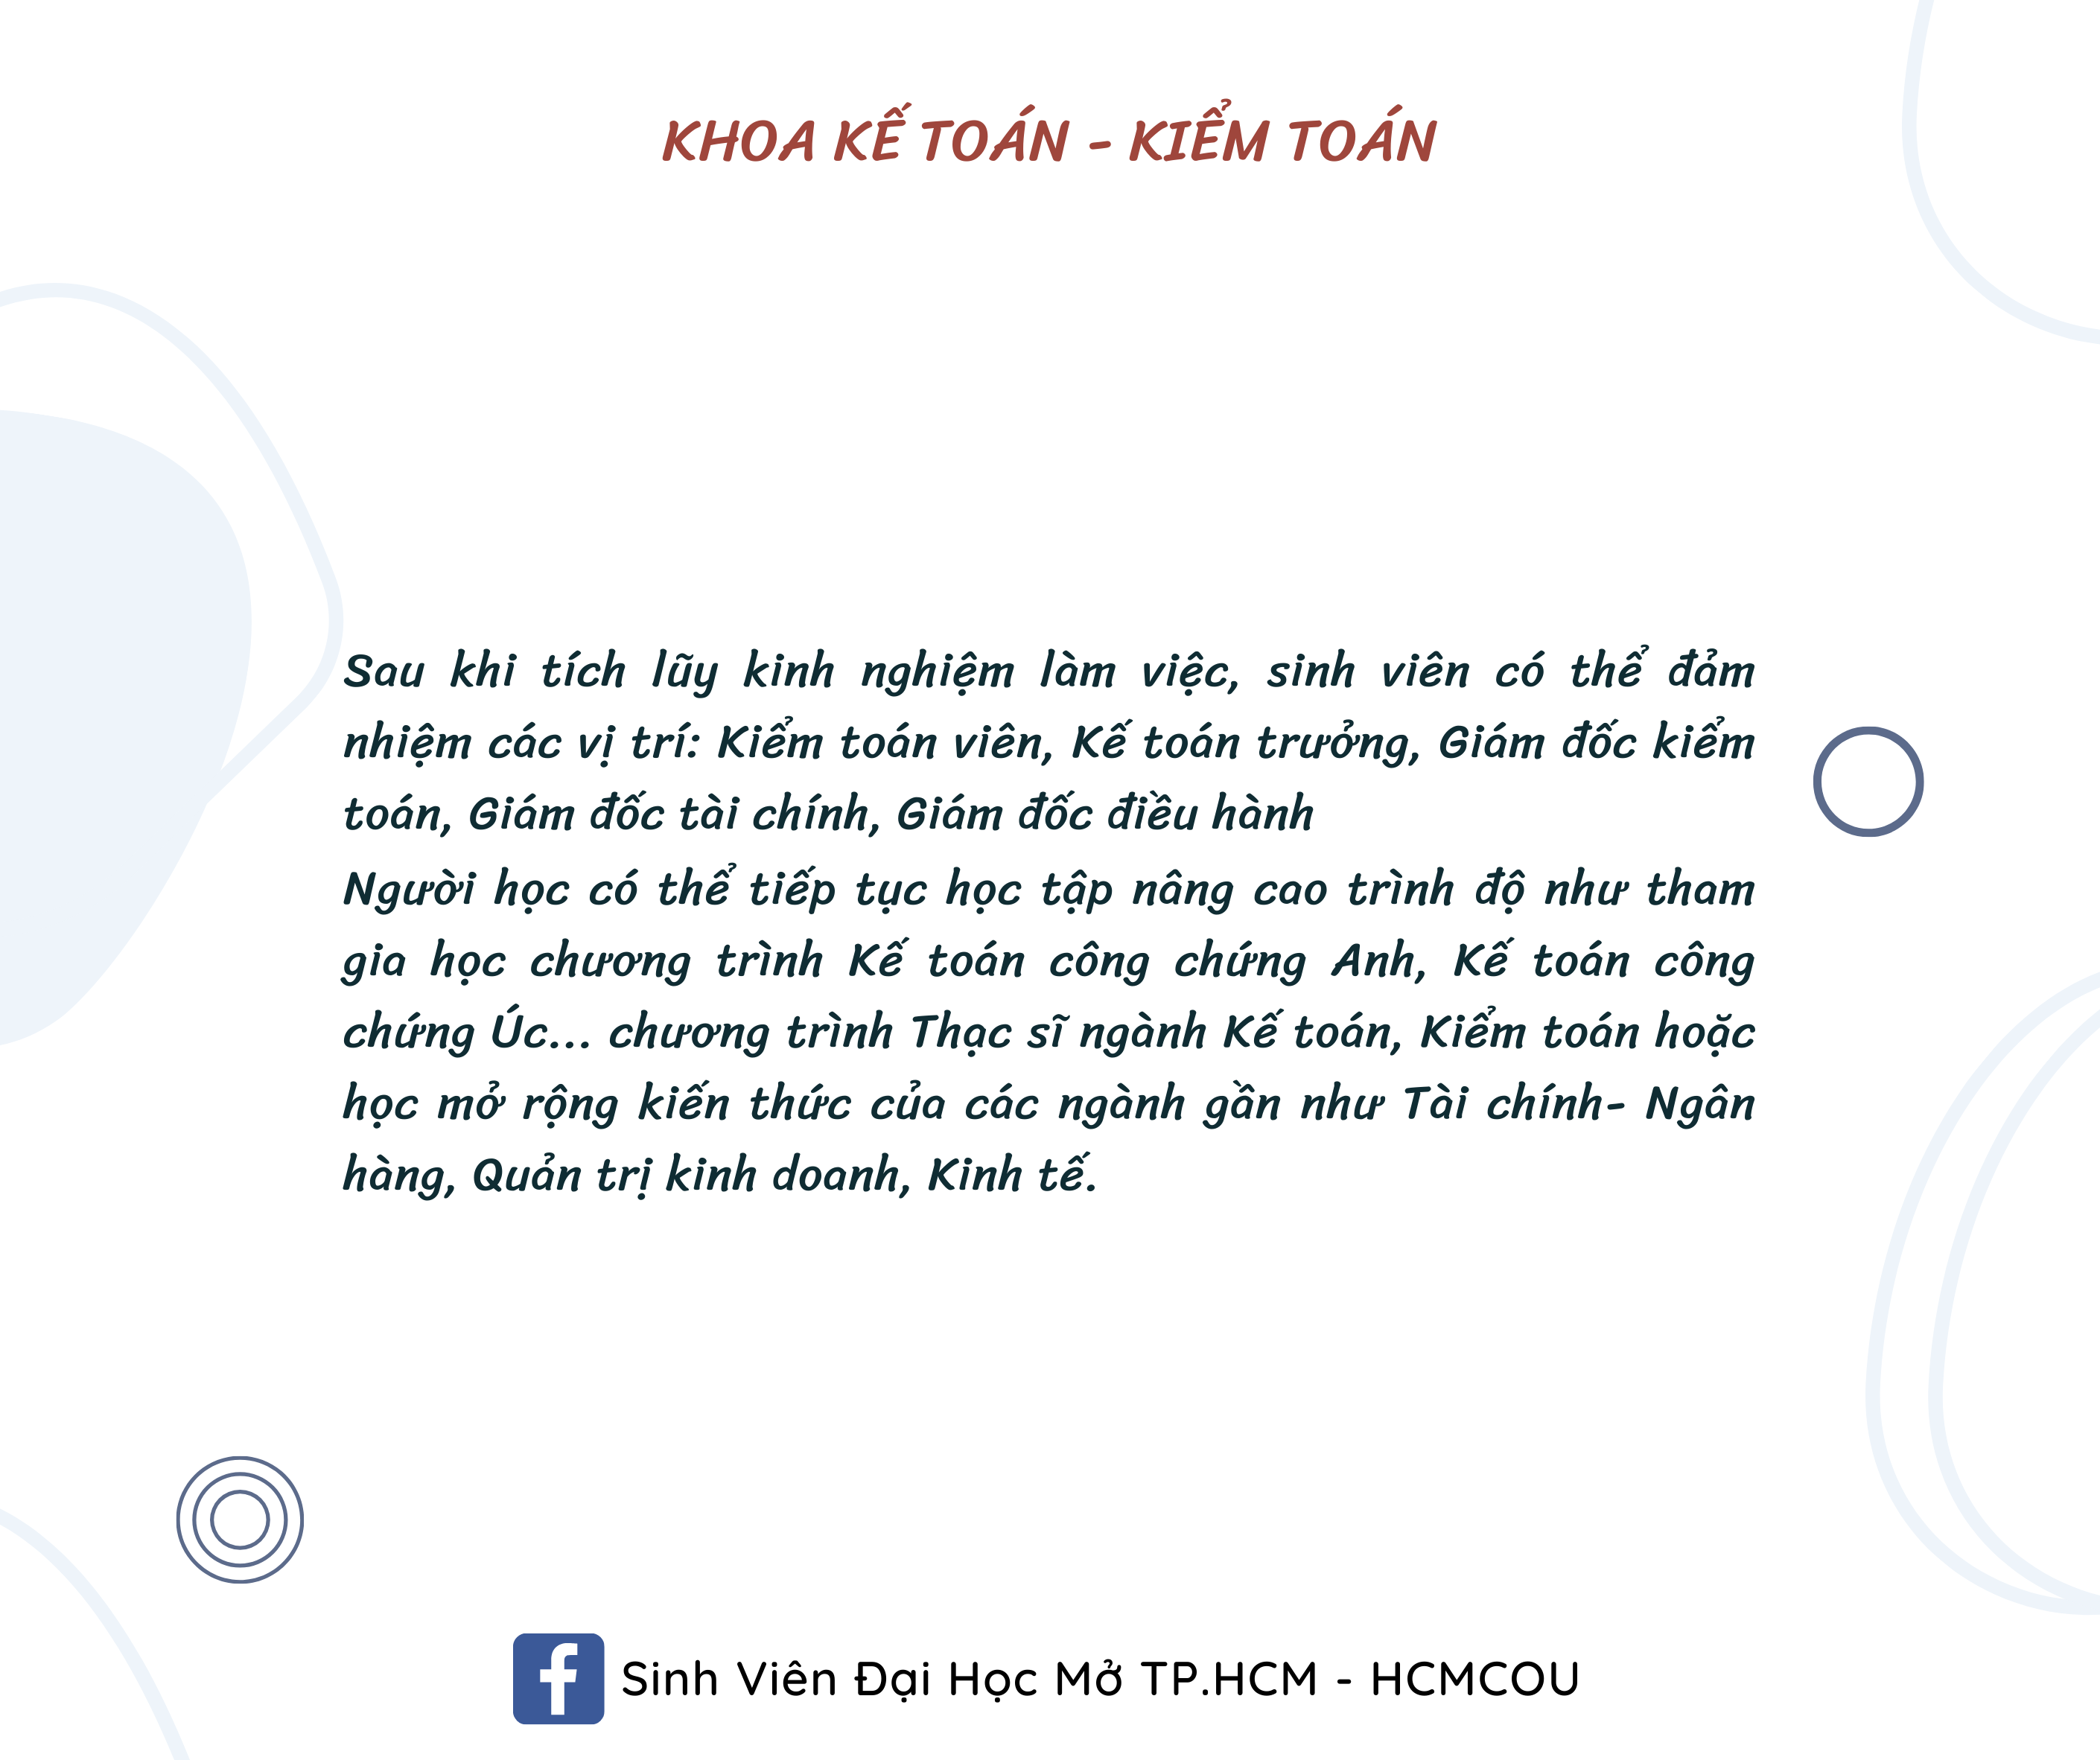 KHOA KẾ TOÁN - KIỂM TOÁN
Sau khi tích lũy kinh nghiệm làm việc, sinh viên có thể đảm
nhiệm các vị trí: Kiểm toán viên, Kế toán trưởng, Giám đốc kiểm
toán, Giám đốc tài chính, Giám đốc điều hành
Người học có thể tiếp tục học tập nâng cao trình độ như tham
gia học chương trình Kế toán công chứng Anh, Kế toán công
chứng Úc... chương trình Thạc sĩ ngành Kế toán, Kiểm toán hoặc
học mở rộng kiến thức của các ngành gần như Tài chính- Ngân
hàng, Quản trị kinh doanh, Kinh tế.
Sinh Viên Đại Học Mở TP.HCM - HCMCOU